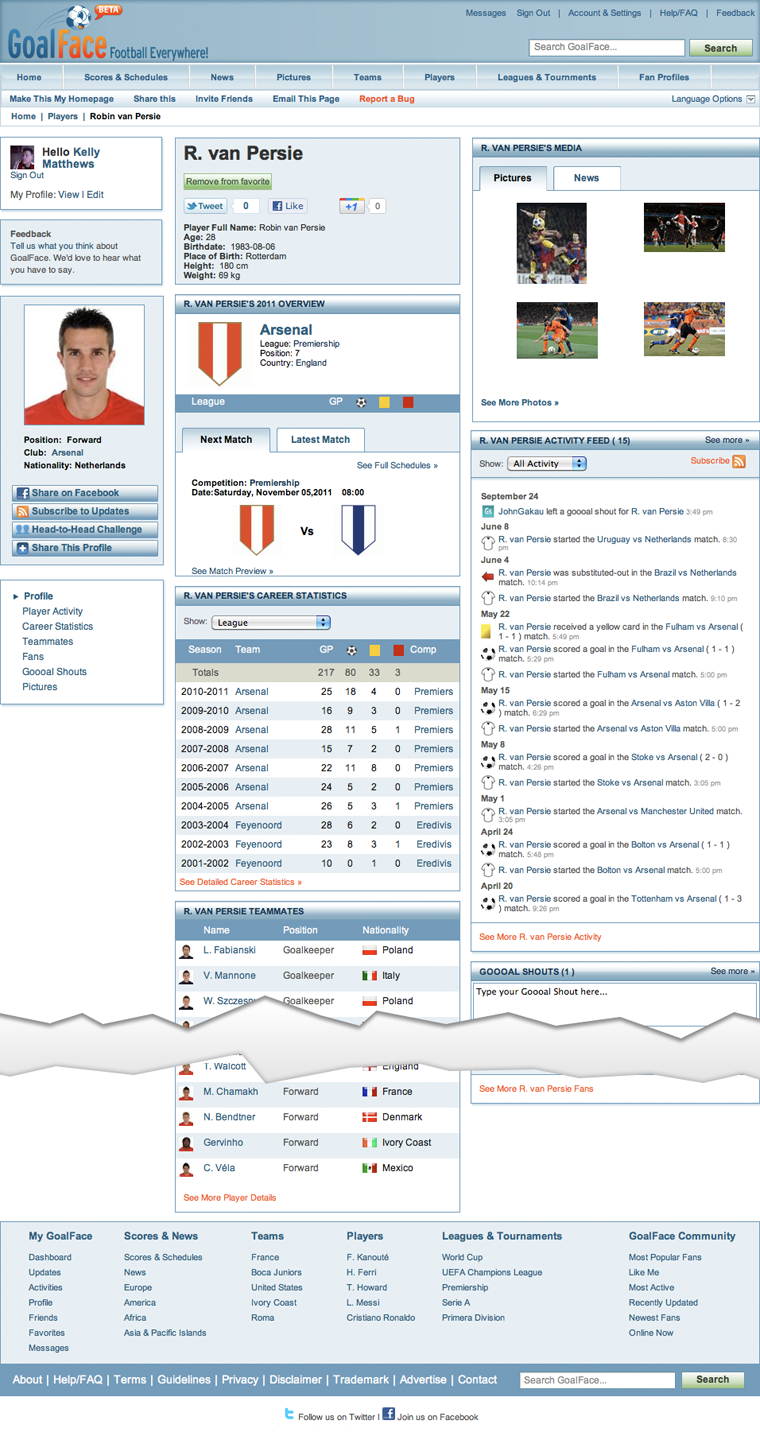 BETA
GoalFace Football Everywhere!
Messages Sign Out | Account & Settings | Help/FAQ | Feedback
Search GoalFace... Search
Home Scores & Schedules News Pictures Teams Players Leagues & Tournments Fan Profiles
Make This My Homepage Share this Invite Friends Email This Page Report a Bug Language Options
Home | Players | Robin van Persie
Hello Kelly
Matthews
Sign Out
My Profile: View | Edit
Feedback
Tell us what you think about
GoalFace. We'd love to hear what
you have to say.
Position: Forward
Club: Arsenal
Nationality: Netherlands
Share on Facebook
Subscribe to Updates
Head-to-Head Challenge
Share This Profile
Profile
Player Activity
Career Statistics
Teammates
Fans
Goooal Shouts
Pictures
R. van Persie
Remove from favorite
Tweet 0 Like +1 0
Player Full Name: Robin van Persie
Age: 28
Birthdate: 1983-08-06
Place of Birth: Rotterdam
Height: 180 cm
Weight: 69 kg
R. VAN PERSIE'S 2011 OVERVIEW
Arsenal
League: Premiership
Position: 7
Country: England
League GP
Next Match Latest Match
See Full Schedules »
Competition: Premiership
Date:Saturday, November 05,2011 08:00
Vs
See Match Preview »
R. VAN PERSIE'S CAREER STATISTICS
Show: League
Season Team GP Comp
Totals 217 80 33 3
2010-2011 Arsenal 25 18 4 0 Premiers
2009-2010 Arsenal 16 9 3 0 Premiers
2008-2009 Arsenal 28 11 5 1 Premiers
2007-2008 Arsenal 15 7 2 0 Premiers
2006-2007 Arsenal 22 11 8 0 Premiers
2005-2006 Arsenal 24 5 2 0 Premiers
2004-2005 Arsenal 26 5 3 1 Premiers
2003-2004 Feyenoord 28 6 2 0 Eredivis
2002-2003 Feyenoord 23 8 3 1 Eredivis
2001-2002 Feyenoord 10 0 1 0 Eredivis
See Detailed Career Statistics »
R. VAN PERSIE TEAMMATES
Name Position Nationality
L. Fabianski Goalkeeper Poland
V. Mannone Goalkeeper Italy
W. Szczesny Goalkeeper Poland
T. Walcott England
M. Chamakh Forward France
N. Bendtner Forward Denmark
Gervinho Forward Ivory Coast
C. Véla Forward Mexico
See More Player Details
R. VAN PERSIE'S MEDIA
Pictures News
See More Photos »
R. VAN PERSIE ACTIVITY FEED ( 15) See more »
Show: All Activity Subscribe
September 24
Gs JohnGakau left a goooal shout for R. van Persie 3:49 pm
June 8
R. van Persie started the Uruguay vs Netherlands match. 8:30
pm
June 4
R. van Persie was substituted-out in the Brazil vs Netherlands
match. 10:14 pm
R. van Persie started the Brazil vs Netherlands match. 9:10 pm
May 22
R. van Persie received a yellow card in the Fulham vs Arsenal (
1 - 1 ) match. 5:49 pm
R. van Persie scored a goal in the Fulham vs Arsenal ( 1 - 1 )
match. 5:29 pm
R. van Persie started the Fulham vs Arsenal match. 5:00 pm
May 15
R. van Persie scored a goal in the Arsenal vs Aston Villa ( 1 - 2
) match. 6:29 pm
R. van Persie started the Arsenal vs Aston Villa match. 5:00 pm
May 8
R. van Persie scored a goal in the Stoke vs Arsenal ( 2 - 0 )
match. 4:26 pm
R. van Persie started the Stoke vs Arsenal match. 3:05 pm
May 1
R. van Persie started the Arsenal vs Manchester United match.
3:05 pm
April 24
R. van Persie scored a goal in the Bolton vs Arsenal ( 1 - 1 )
match. 5:48 pm
R. van Persie started the Bolton vs Arsenal match. 5:00 pm
April 20
R. van Persie scored a goal in the Tottenham vs Arsenal ( 1 - 3
) match. 9:26 pm
See More R. van Persie Activity
GOOOAL SHOUTS (1 ) See more »
Type your Goooal Shout here...
See More R. van Persie Fans
My GoalFace Scores & News Teams Players Leagues & Tournaments GoalFace Community
Dashboard Scores & Schedules France F. Kanouté World Cup Most Popular Fans
Updates News Boca Juniors H. Ferri UEFA Champions League Like Me
Activities Europe United States T. Howard Premiership Most Active
Profile America Ivory Coast L. Messi Serie A Recently Updated
Friends Africa Roma Cristiano Ronaldo Primera Division Newest Fans
Favorites Asia & Pacific Islands Online Now
Messages
About | Help/FAQ | Terms | Guidelines | Privacy | Disclaimer | Trademark | Advertise | Contact Search GoalFace... Search
Follow us on Twitter | Join us on Facebook